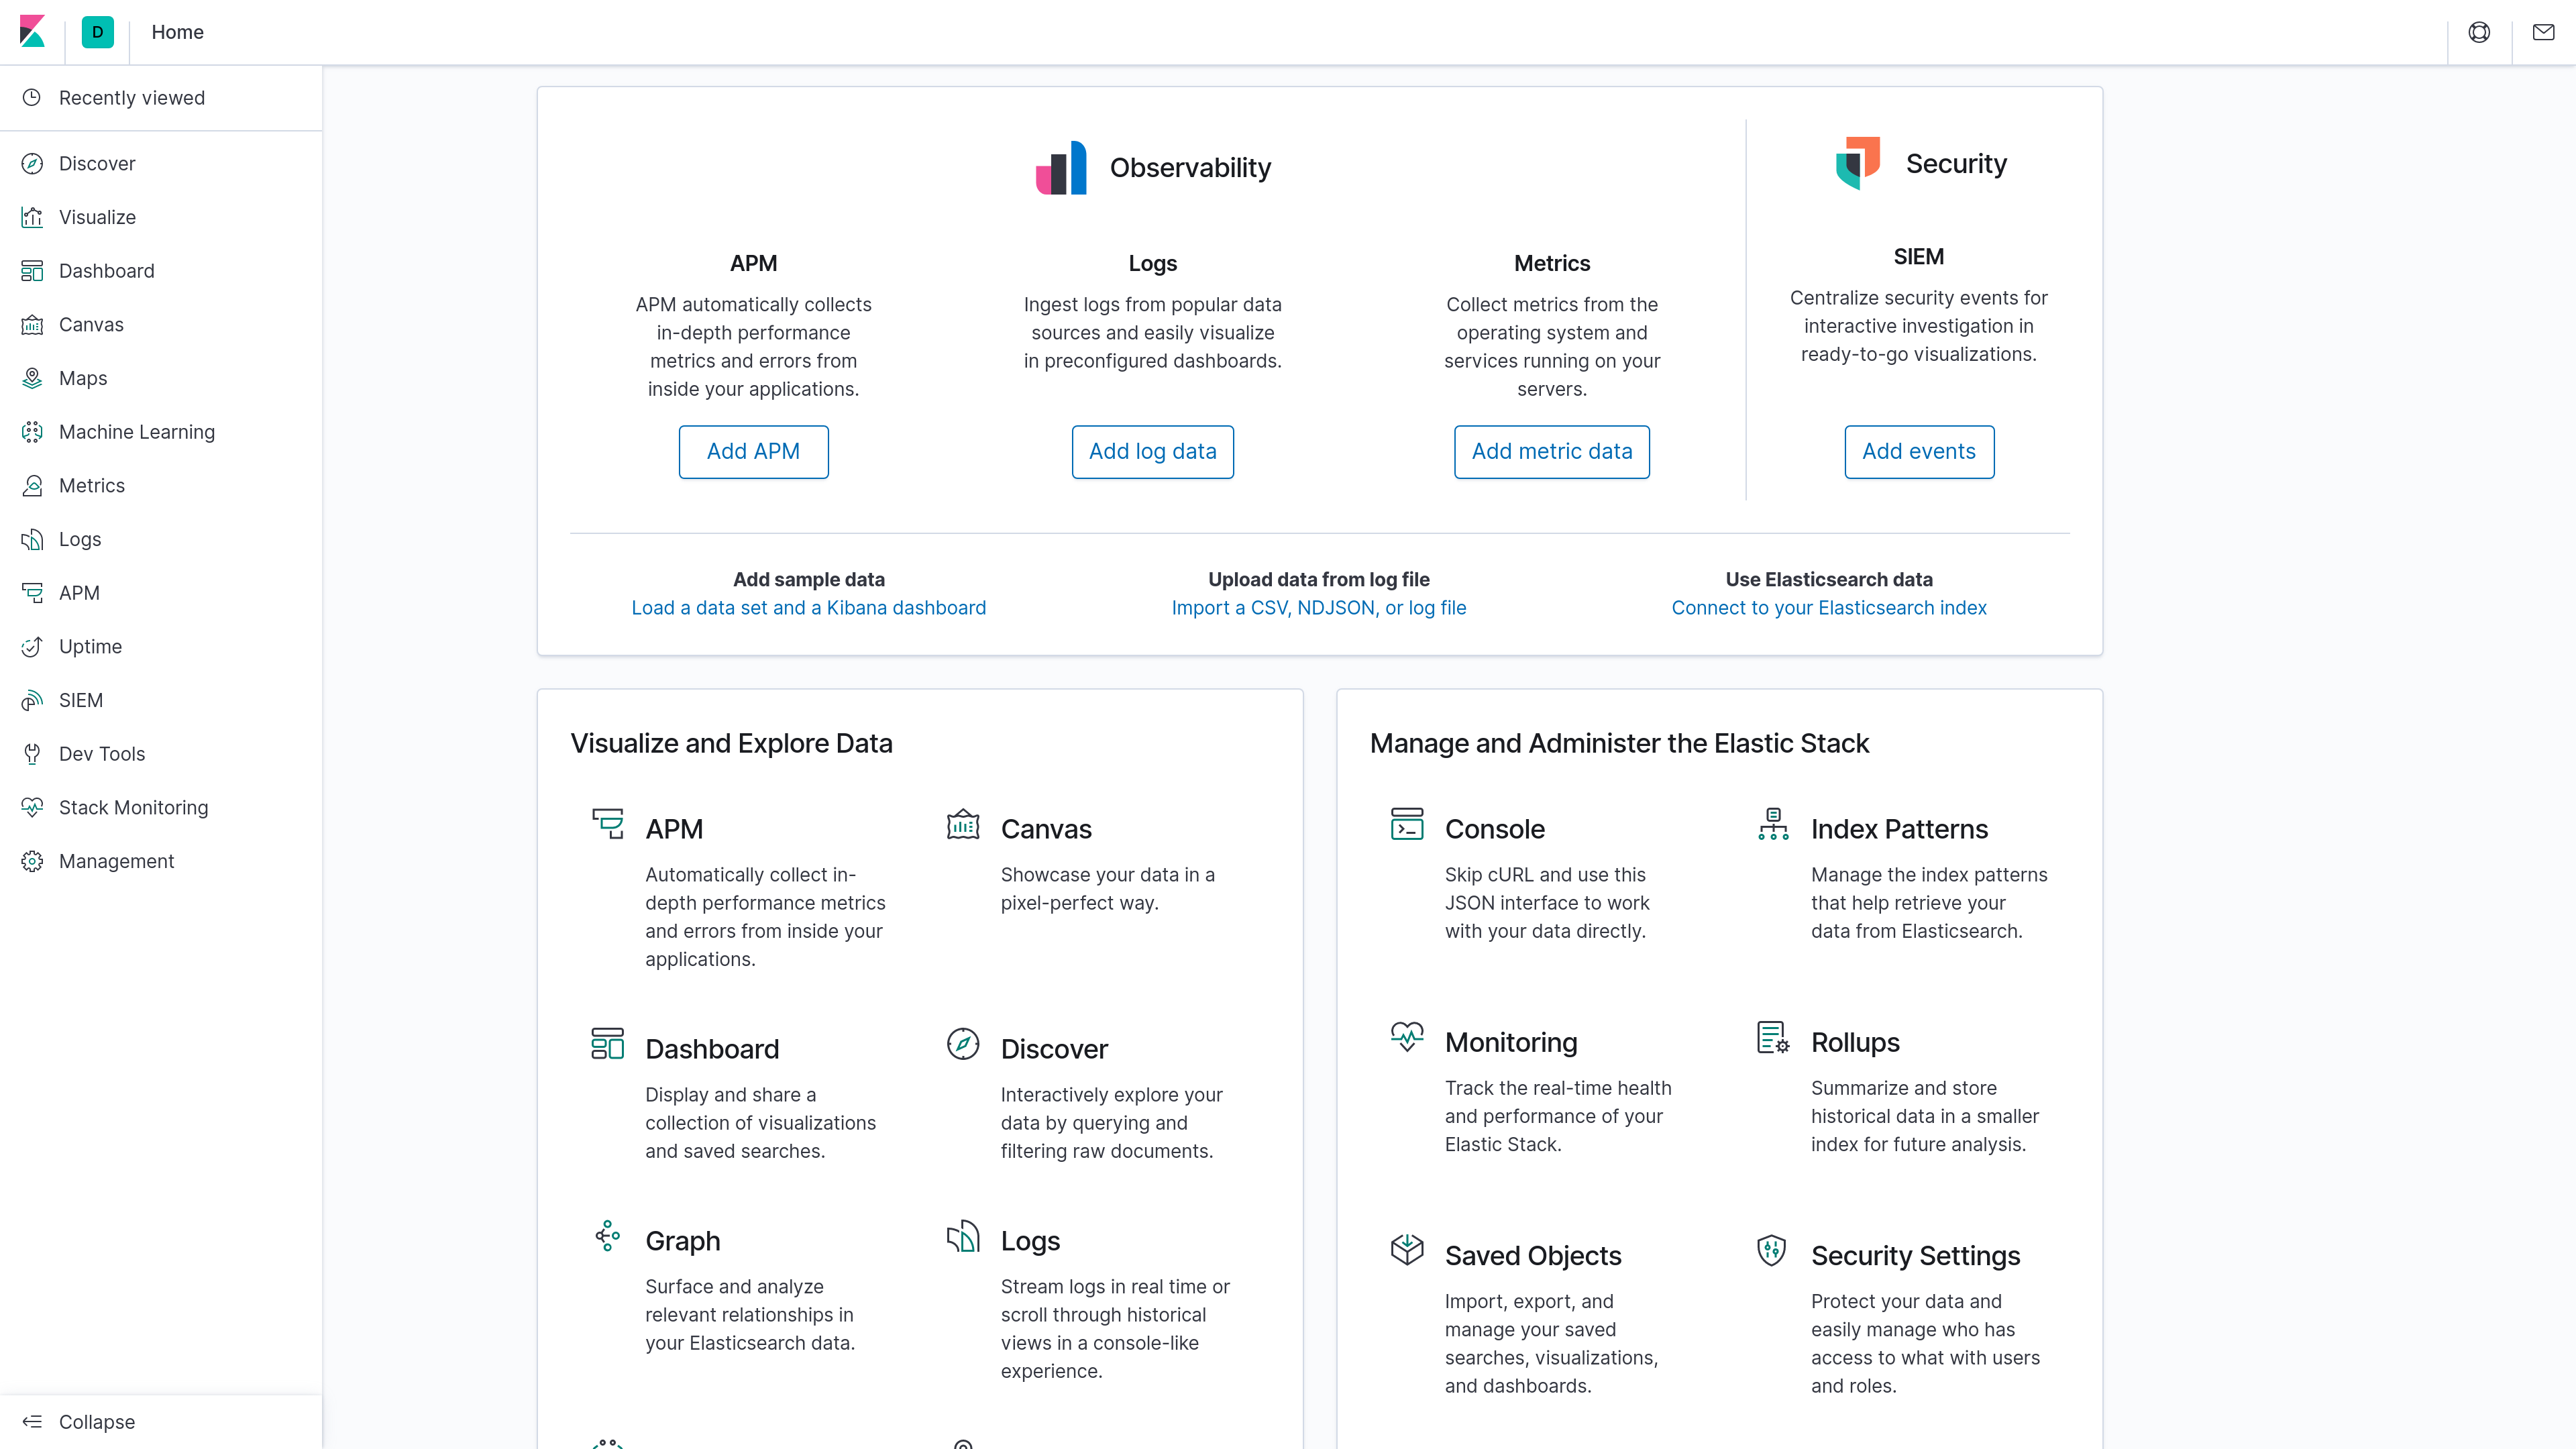 D
Home
Recently viewed
Discover
Visualize
Dashboard
Canvas
Maps
Machine Learning
Metrics
Logs
APM
Uptime
SIEM
Dev Tools
Stack Monitoring
Management
Collapse
Observability
APM
APM automatically collects
in-depth performance
metrics and errors from
inside your applications.
Add APM
Logs
Ingest logs from popular data
sources and easily visualize
in preconfigured dashboards.
Add log data
Metrics
Collect metrics from the
operating system and
services running on your
servers.
Add metric data
Security
SIEM
Centralize security events for
interactive investigation in
ready-to-go visualizations.
Add events
Add sample data
Load a data set and a Kibana dashboard
Upload data from log file
Import a CSV, NDJSON, or log file
Use Elasticsearch data
Connect to your Elasticsearch index
Visualize and Explore Data
APM
Automatically collect in-
depth performance metrics
and errors from inside your
applications.
Canvas
Showcase your data in a
pixel-perfect way.
Dashboard
Display and share a
collection of visualizations
and saved searches.
Discover
Interactively explore your
data by querying and
filtering raw documents.
Graph
Surface and analyze
relevant relationships in
your Elasticsearch data.
Logs
Stream logs in real time or
scroll through historical
views in a console-like
experience.
Manage and Administer the Elastic Stack
Console
Skip cURL and use this
JSON interface to work
with your data directly.
Index Patterns
Manage the index patterns
that help retrieve your
data from Elasticsearch.
Monitoring
Track the real-time health
and performance of your
Elastic Stack.
Rollups
Summarize and store
historical data in a smaller
index for future analysis.
Saved Objects
Import, export, and
manage your saved
searches, visualizations,
and dashboards.
Security Settings
Protect your data and
easily manage who has
access to what with users
and roles.